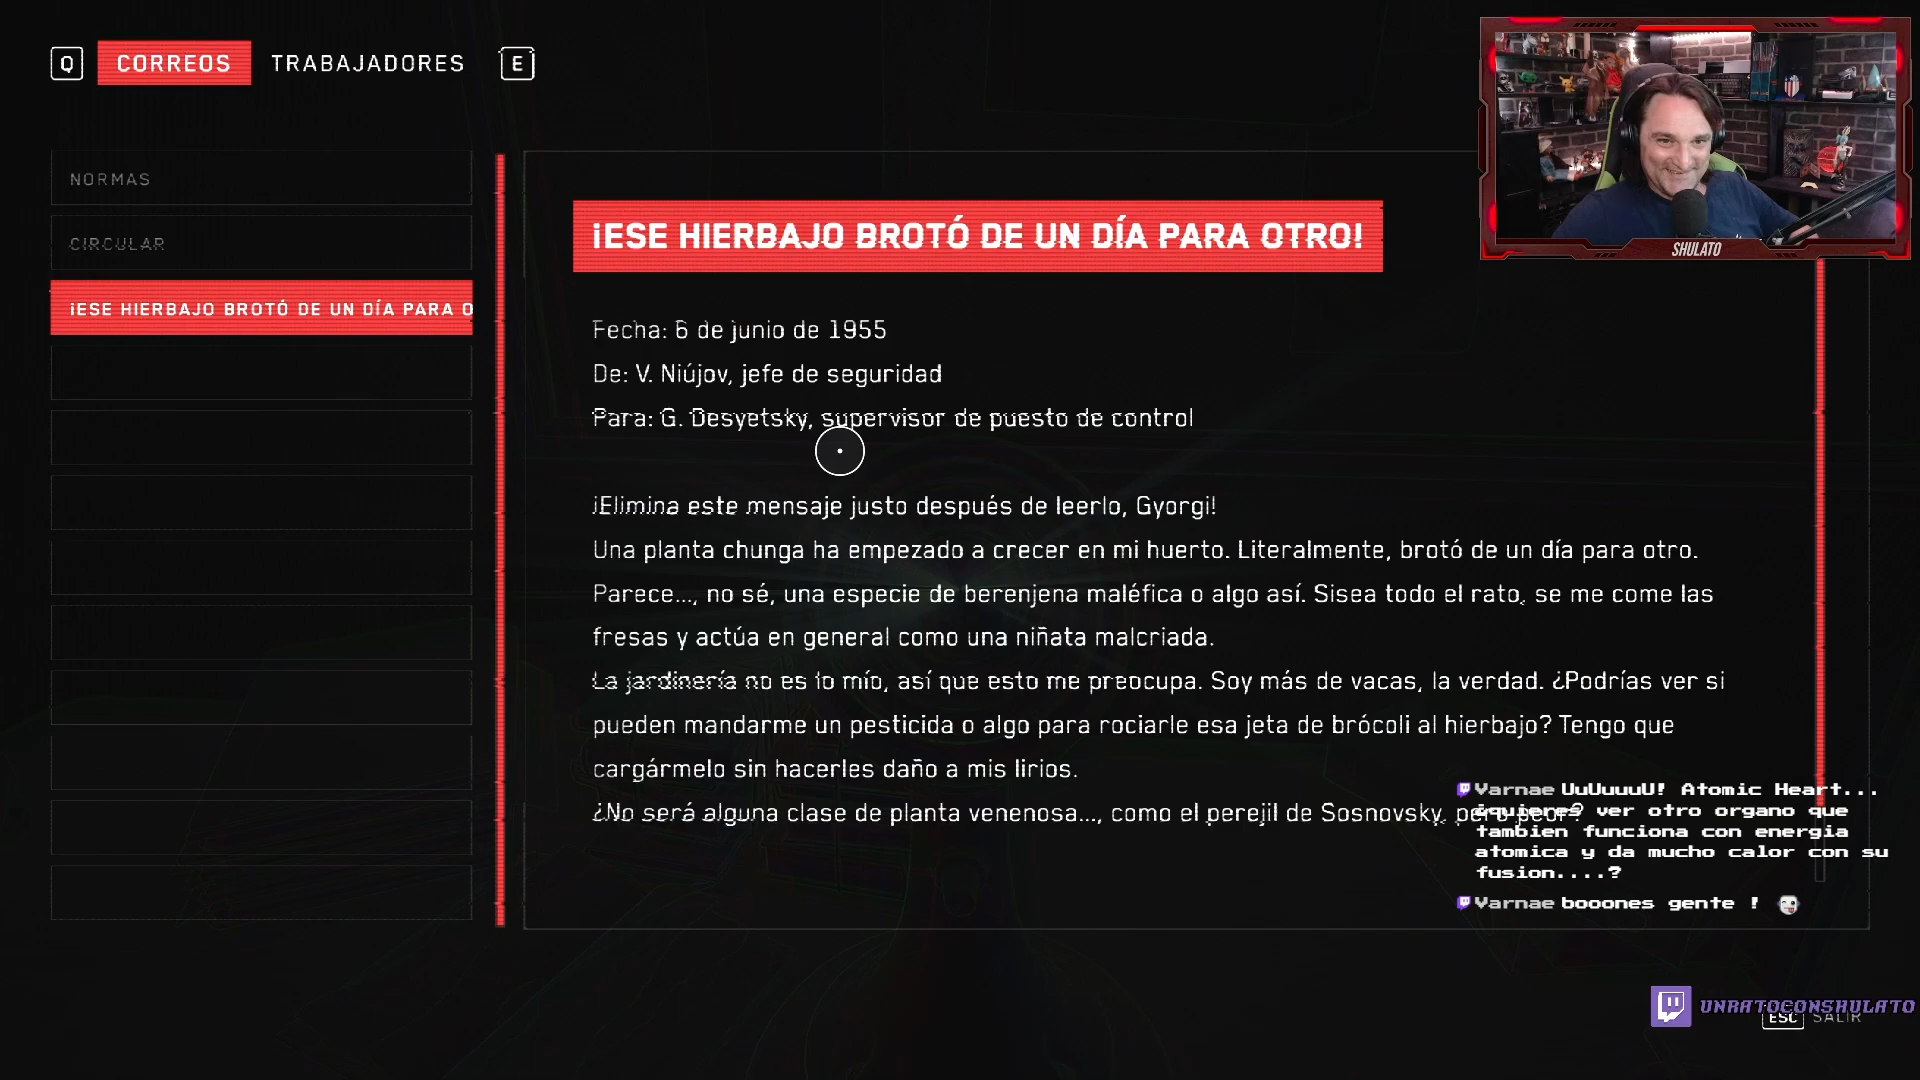 Q CORREOS TRABAJADORES E
NORMAS
CIRCULAR
¡ESE HIERBAJO BROTÓ DE UN DÍA PARA O
¡ESE HIERBAJO BROTÓ DE UN DÍA PARA OTRO!
Fecha: 6 de junio de 1955
De: V. Niújov, jefe de seguridad
Para: G. Desyetsky, supervisor de puesto de control
¡Elimina este mensaje justo después de leerlo, Gyorgi!
Una planta chunga ha empezado a crecer en mi huerto. Literalmente, brotó de un día para otro.
Parece..., no sé, una especie de berenjena maléfica o algo así. Sisea todo el rato, se me come las
fresas y actúa en general como una niñata malcriada.
La jardinería no es lo mío, así que esto me preocupa. Soy más de vacas, la verdad. ¿Podrías ver si
pueden mandarme un pesticida o algo para rociarle esa jeta de brócoli al hierbajo? Tengo que
cargármelo sin hacerles daño a mis lirios.
¿No será alguna clase de planta venenosa..., como el perejil de Sosnovsky, pero peor?
SHULATO
Varnae UuUuuuU! Atomic Heart...
¿quieres? ver otro organo que
tambien funciona con energia
atomica y da mucho calor con su
fusion....?
Varnae booones gente !
UNRATOCONSHULATO
ESC SALIR